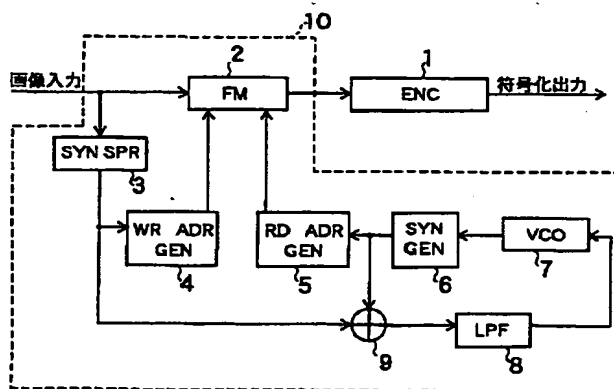 10
画像入力
2
FM
1
ENC
符号化出力
SYN SPR
3
WR ADR
GEN
4
RD ADR
GEN
5
SYN
GEN
6
VCO
7
9
LPF
8